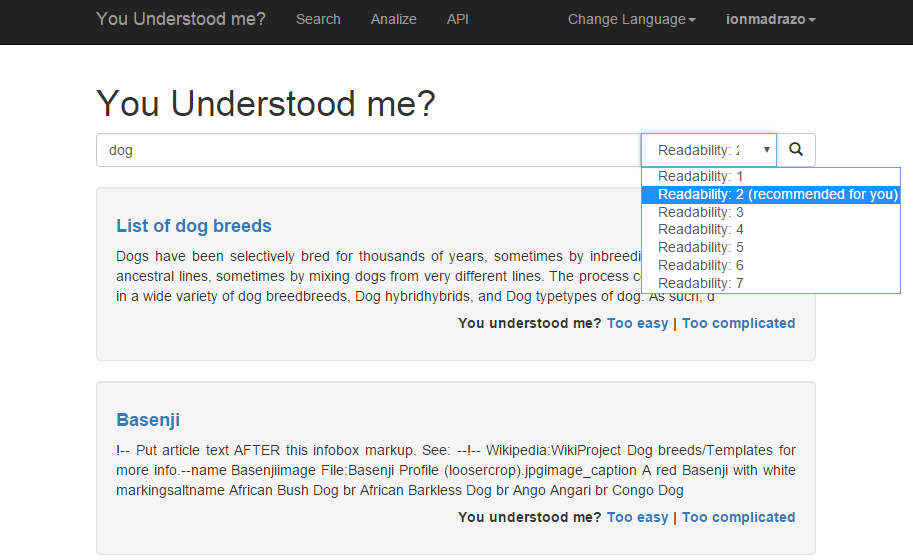 You Understood me? Search Analize API Change Language ionmadrazo
You Understood me?
dog Readability: 2
Readability: 1
Readability: 2 (recommended for you)
Readability: 3
Readability: 4
Readability: 5
Readability: 6
Readability: 7
List of dog breeds
Dogs have been selectively bred for thousands of years, sometimes by inbreedi
ancestral lines, sometimes by mixing dogs from very different lines. The process c
in a wide variety of dog breedbreeds, Dog hybridhybrids, and Dog typetypes of dog. As such, d
You understood me? Too easy | Too complicated
Basenji
!-- Put article text AFTER this infobox markup. See: --!-- Wikipedia:WikiProject Dog breeds/Templates for
more info.--name Basenjiimage File:Basenji Profile (loosercrop).jpgimage_caption A red Basenji with white
markingsaltname African Bush Dog br African Barkless Dog br Ango Angari br Congo Dog
You understood me? Too easy | Too complicated